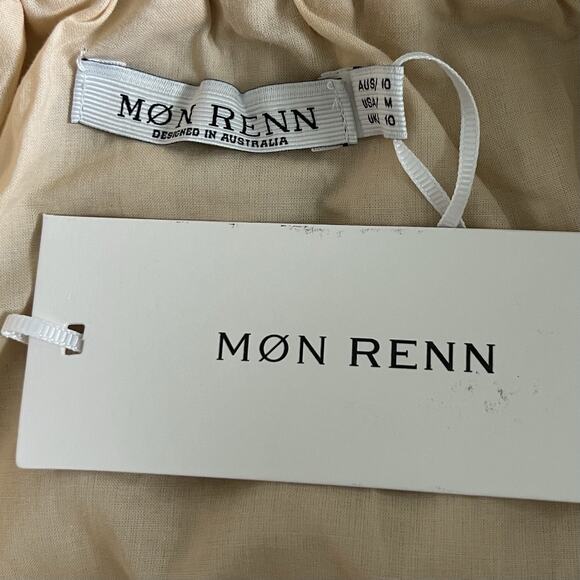 MØN RENN
DESIGNED IN AUSTRALIA
AUS/ 10
USA/ M
UK/ 10
MØN RENN